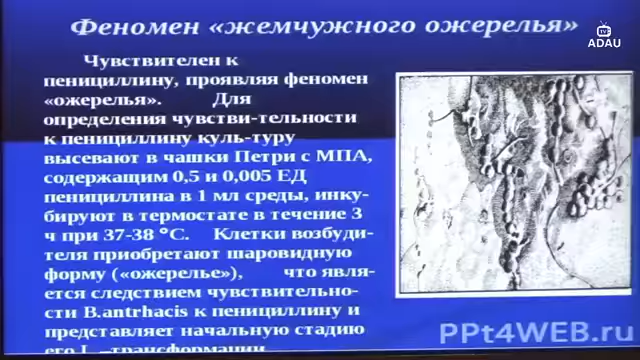 Феномен «жемчужного ожерелья»
TV
ADAU
Чувствителен к
пенициллину, проявляя феномен
«ожерелья». Для
определения чувстви-тельности
к пенициллину куль-туру
высевают в чашки Петри с МПА,
содержащим 0,5 и 0,005 ЕД
пенициллина в 1 мл среды, инку-
бируют в термостате в течение 3
ч при 37-38 °С. Клетки возбуди-
теля приобретают шаровидную
форму («ожерелье»), что явля-
ется следствием чувствительно-
сти B.antrhacis к пенициллину и
представляет начальную стадию
его L –трансформации
PPt4WEB.ru